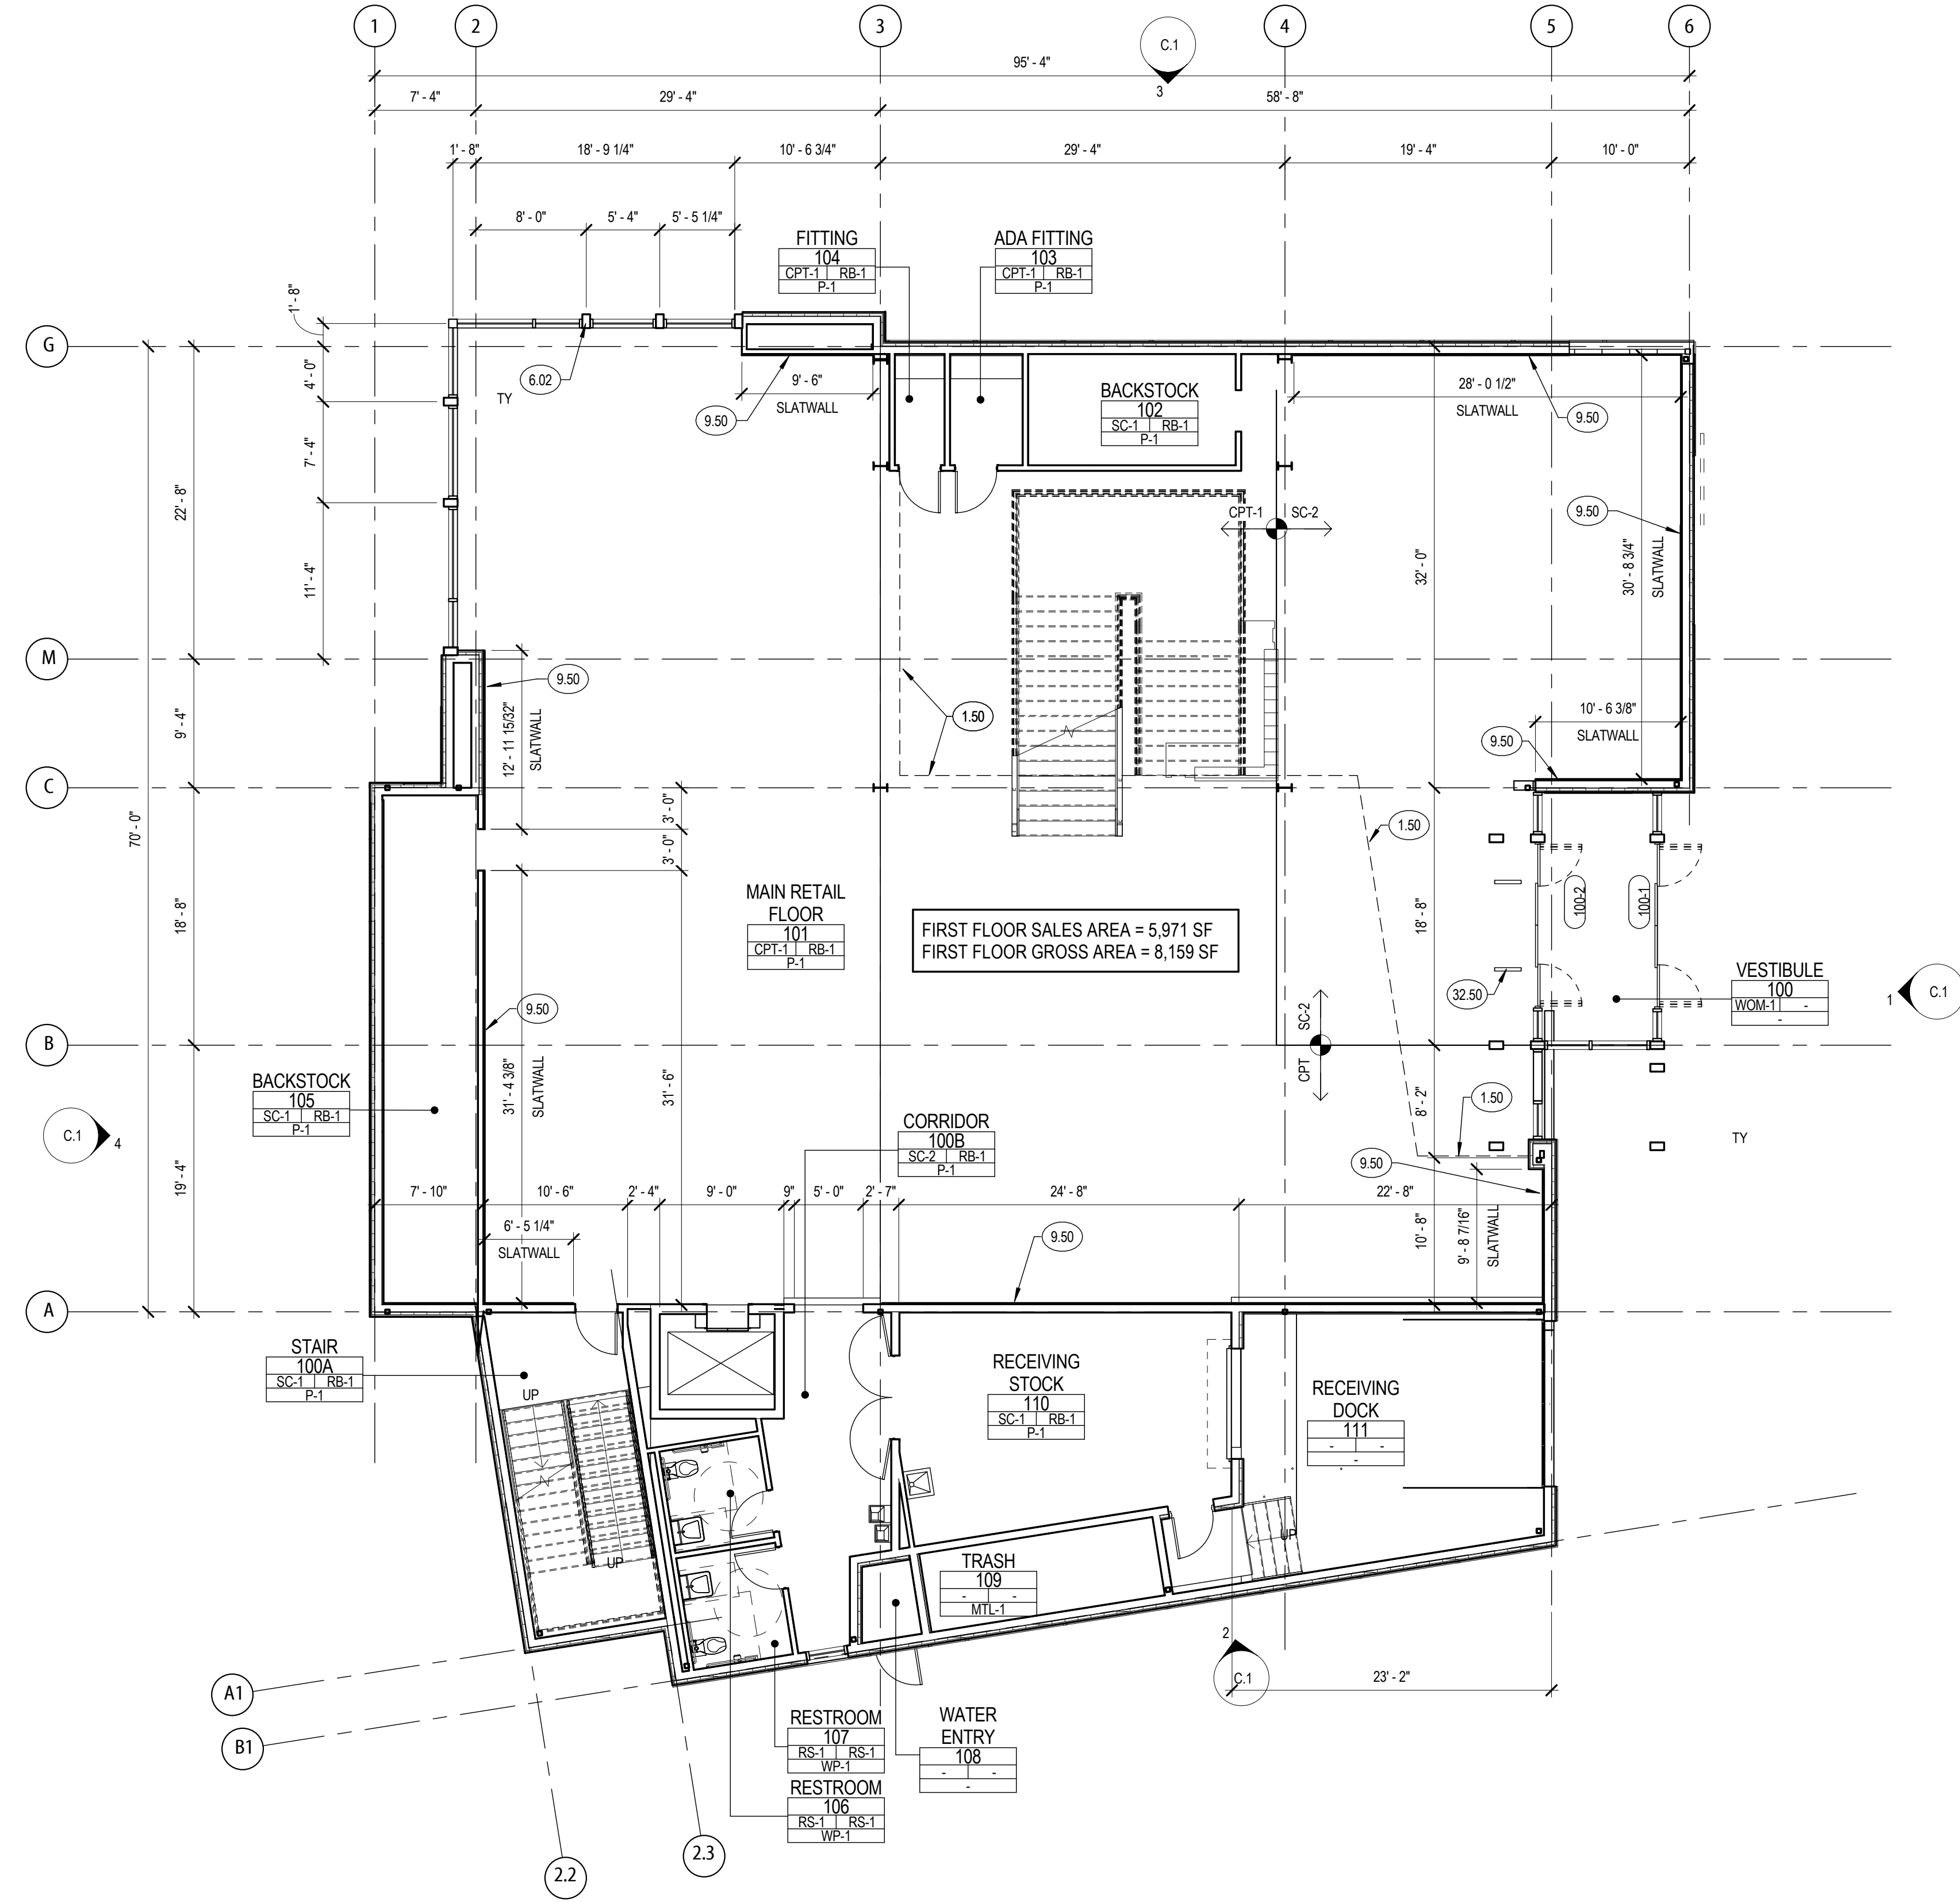 1
2
3
4
5
6
C.1
3
95' - 4"
7' - 4"
29' - 4"
58' - 8"
1' - 8"
18' - 9 1/4"
10' - 6 3/4"
29' - 4"
19' - 4"
10' - 0"
8' - 0"
5' - 4"
5' - 5 1/4"
FITTING
104
CPT-1 RB-1
P-1
ADA FITTING
103
CPT-1 RB-1
P-1
1' - 8"
G
4' - 0"
6.02
TY
9' - 6"
SLATWALL
9.50
BACKSTOCK
102
SC-1 RB-1
P-1
28' - 0 1/2"
SLATWALL
9.50
7' - 4"
22' - 8"
11' - 4"
CPT-1 SC-2
9.50
32' - 0"
30' - 8 3/4"
SLATWALL
M
9.50
1.50
9' - 4"
12' - 11 15/32"
SLATWALL
10' - 6 3/8"
SLATWALL
9.50
C
70' - 0"
3' - 0"
3' - 0"
1.50
18' - 8"
MAIN RETAIL
FLOOR
101
CPT-1 RB-1
P-1
FIRST FLOOR SALES AREA = 5,971 SF
FIRST FLOOR GROSS AREA = 8,159 SF
18' - 8"
100-2
100-1
32.50
VESTIBULE
100
WOM-1 -
-
1
C.1
9.50
SC-2
CPT
B
31' - 4 3/8"
SLATWALL
31' - 6"
8' - 2"
1.50
BACKSTOCK
105
SC-1 RB-1
P-1
C.1
4
CORRIDOR
100B
SC-2 RB-1
P-1
TY
9.50
19' - 4"
7' - 10"
10' - 6"
2' - 4"
9' - 0"
9"
5' - 0"
2' - 7"
24' - 8"
22' - 8"
6' - 5 1/4"
SLATWALL
9.50
10' - 8"
9' - 8 7/16"
SLATWALL
A
STAIR
100A
SC-1 RB-1
P-1
UP
UP
RECEIVING
STOCK
110
SC-1 RB-1
P-1
RECEIVING
DOCK
111
- -
-
UP
TRASH
109
- -
MTL-1
2
C.1
23' - 2"
A1
B1
RESTROOM
107
RS-1 RS-1
WP-1
WATER
ENTRY
108
- -
-
RESTROOM
106
RS-1 RS-1
WP-1
2.2
2.3